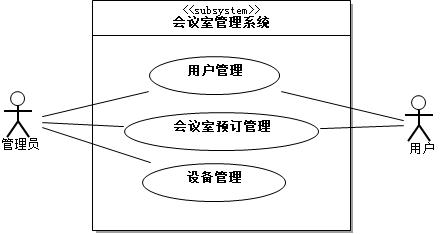 <<subsystem>>
会议室管理系统
用户管理
会议室预订管理
设备管理
管理员
用户